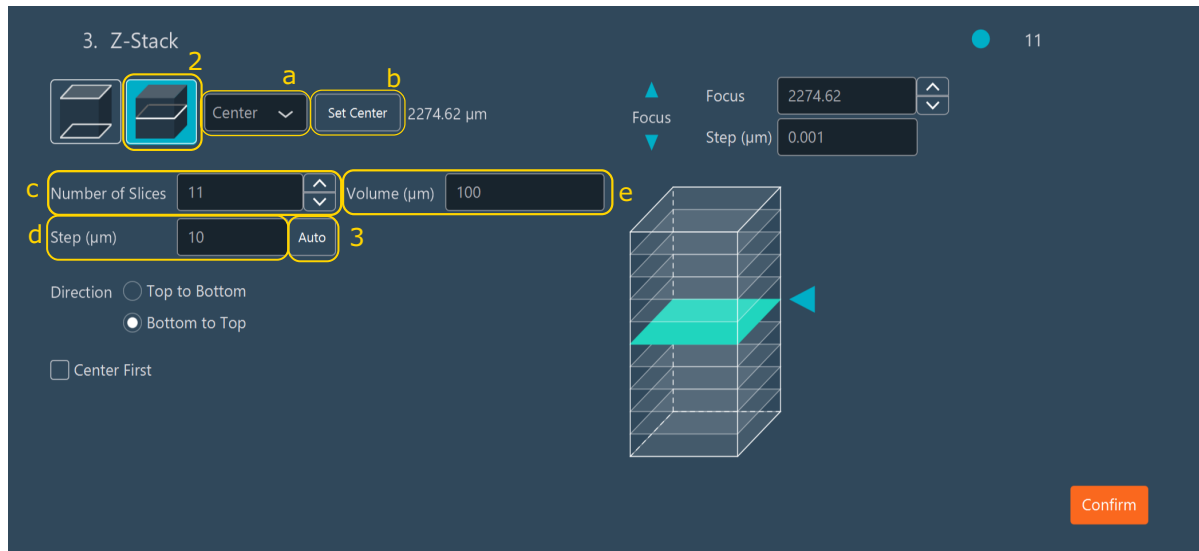 3. Z-Stack
11
2
a
b
Center
Set Center
2274.62 μm
Focus
Focus
2274.62
Step (μm)
0.001
c
Number of Slices
11
Volume (μm)
100
e
d
Step (μm)
10
Auto
3
Direction
Top to Bottom
Bottom to Top
Center First
Confirm